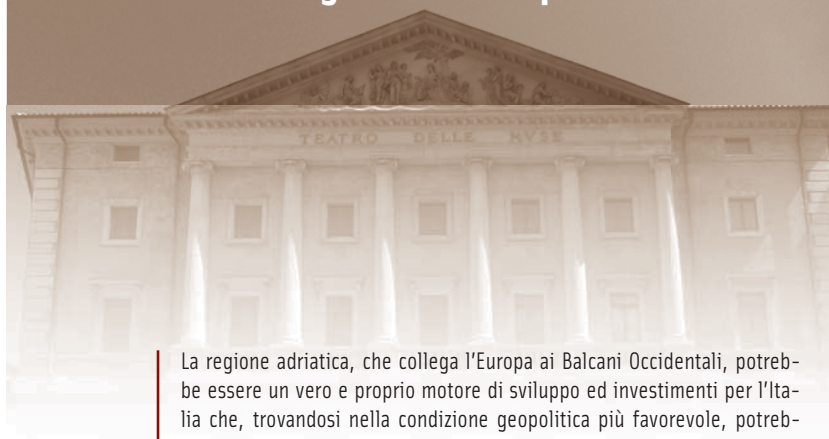 TEATRO DELLE MVSE
La regione adriatica, che collega l'Europa ai Balcani Occidentali, potreb-
be essere un vero e proprio motore di sviluppo ed investimenti per l'Ita-
lia che, trovandosi nella condizione geopolitica più favorevole, potreb-